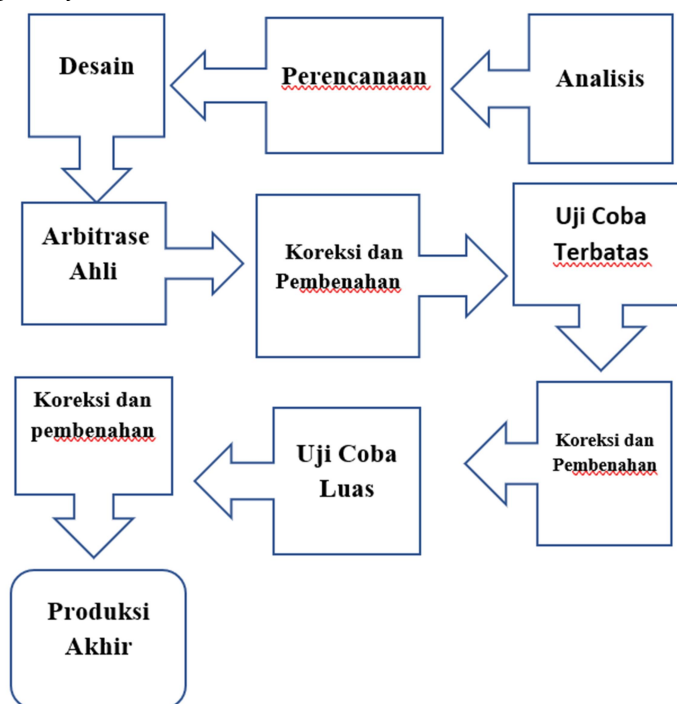 Desain
Perencanaan
Analisis
Arbitrase
Ahli
Koreksi dan
Pembenahan
Uji Coba
Terbatas
Koreksi dan
pembenahan
Uji Coba
Luas
Koreksi dan
Pembenahan
Produksi
Akhir